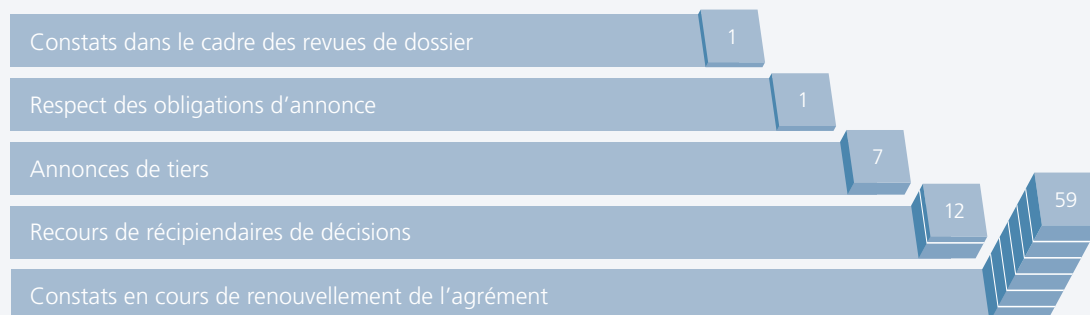 Constats dans le cadre des revues de dossier 1
Respect des obligations d’annonce 1
Annonces de tiers 7
Recours de récipiendaires de décisions 12
Constats en cours de renouvellement de l’agrément 59